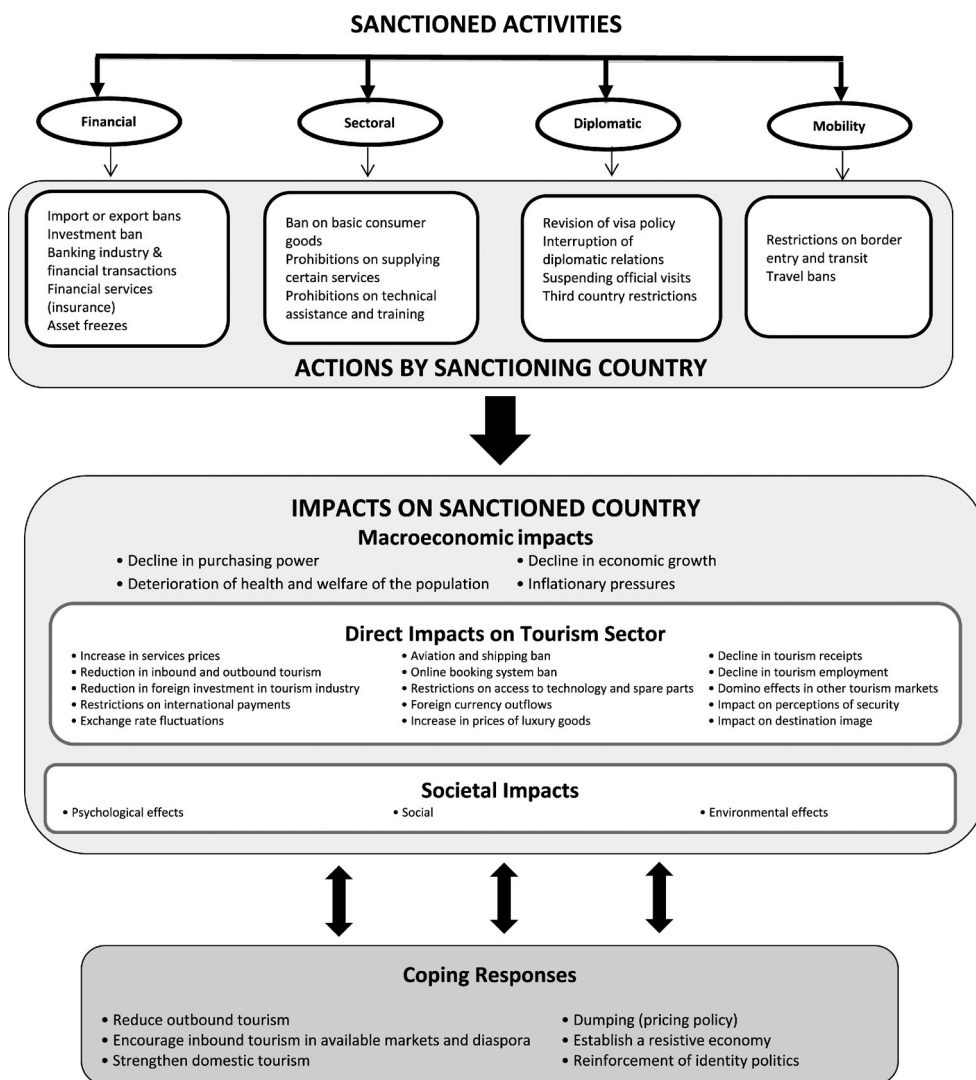 SANCTIONED ACTIVITIES
Financial
Sectoral
Diplomatic
Mobility
Import or export bans
Investment ban
Banking industry &
financial transactions
Financial services
(insurance)
Asset freezes
Ban on basic consumer
goods
Prohibitions on supplying
certain services
Prohibitions on technical
assistance and training
Revision of visa policy
Interruption of
diplomatic relations
Suspending official visits
Third country restrictions
Restrictions on border
entry and transit
Travel bans
ACTIONS BY SANCTIONING COUNTRY
IMPACTS ON SANCTIONED COUNTRY
Macroeconomic impacts
• Decline in purchasing power
• Deterioration of health and welfare of the population
• Decline in economic growth
• Inflationary pressures
Direct Impacts on Tourism Sector
• Increase in services prices
• Reduction in inbound and outbound tourism
• Reduction in foreign investment in tourism industry
• Restrictions on international payments
• Exchange rate fluctuations
• Aviation and shipping ban
• Online booking system ban
• Restrictions on access to technology and spare parts
• Foreign currency outflows
• Increase in prices of luxury goods
• Decline in tourism receipts
• Decline in tourism employment
• Domino effects in other tourism markets
• Impact on perceptions of security
• Impact on destination image
Societal Impacts
• Psychological effects
• Social
• Environmental effects
Coping Responses
• Reduce outbound tourism
• Encourage inbound tourism in available markets and diaspora
• Strengthen domestic tourism
• Dumping (pricing policy)
• Establish a resistive economy
• Reinforcement of identity politics